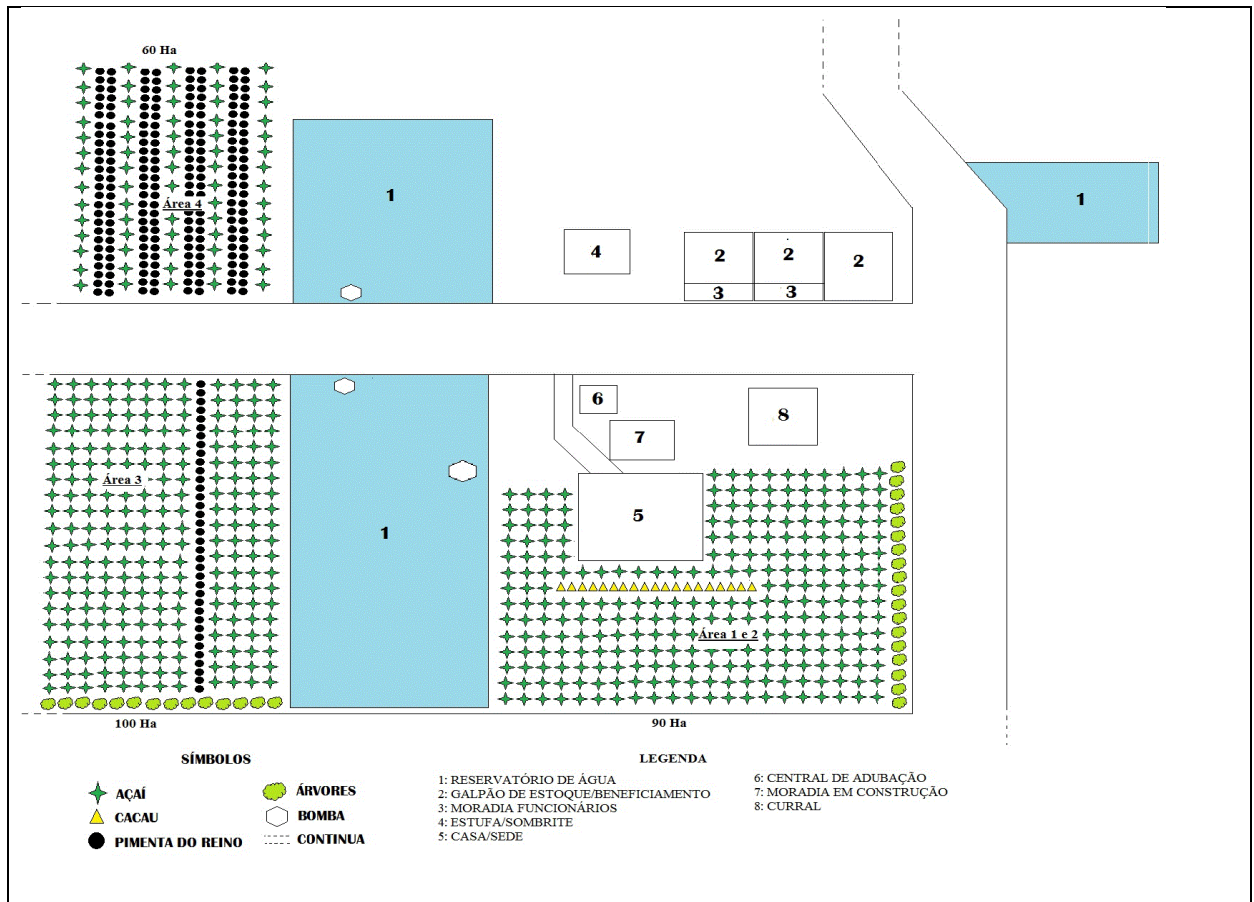 60 Ha
Área 4
1
1
4
2
2
2
3
3
6
7
8
Área 3
5
1
Área 1 e 2
100 Ha
90 Ha
SÍMBOLOS
AÇAÍ
CACAU
PIMENTA DO REINO
ÁRVORES
BOMBA
CONTINUA
LEGENDA
1: RESERVATÓRIO DE ÁGUA
2: GALPÃO DE ESTOQUE/BENEFICIAMENTO
3: MORADIA FUNCIONÁRIOS
4: ESTUFA/SOMBRITE
5: CASA/SEDE
6: CENTRAL DE ADUBAÇÃO
7: MORADIA EM CONSTRUÇÃO
8: CURRAL